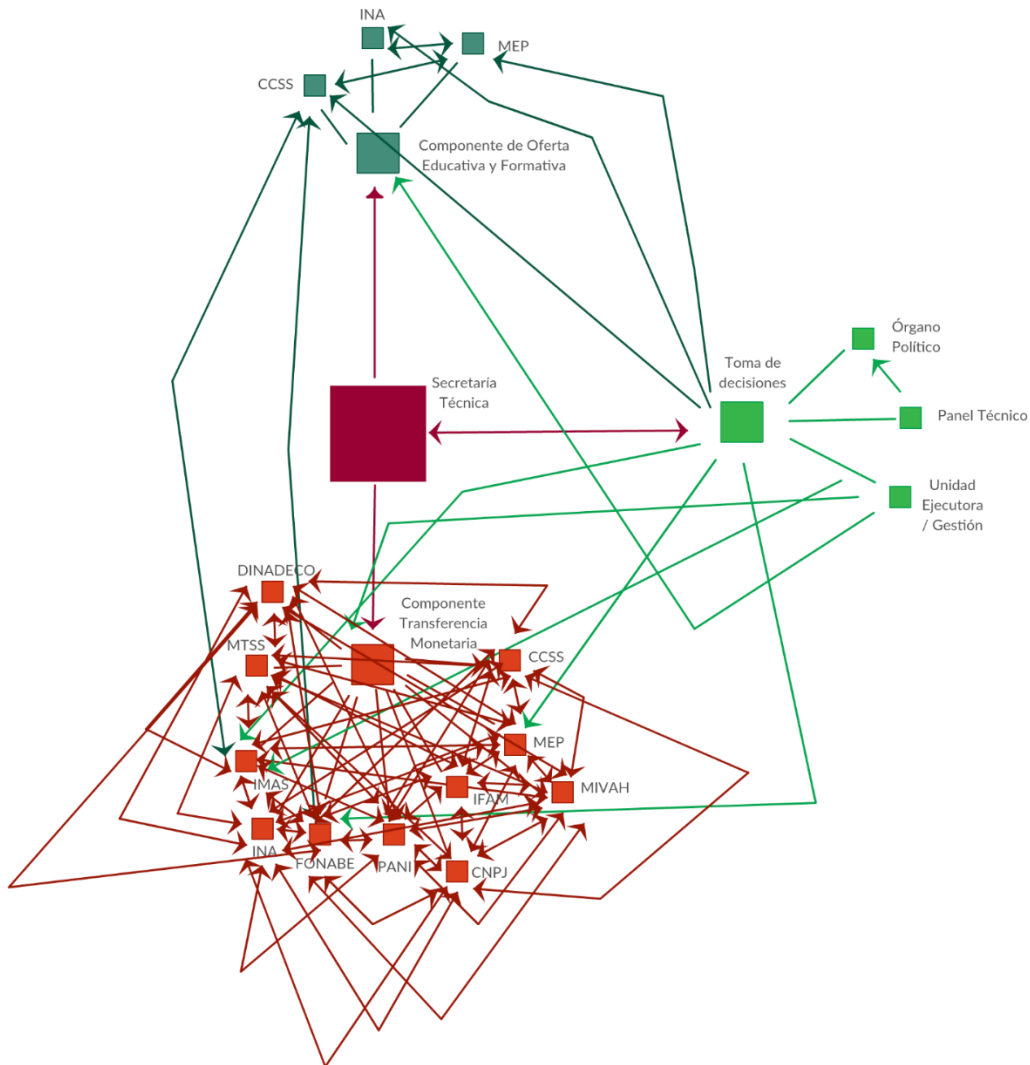 INA
MEP
CCSS
Componente de Oferta
Educativa y Formativa
Órgano
Político
Toma de
decisiones
Secretaría
Técnica
Panel Técnico
Unidad
Ejecutora
/ Gestión
DINADECO
Componente
Transferencia
Monetaria
MTSS
CCSS
MEP
IMAS
IFAM
MIVAH
INA
FONABE
PANI
CNPJ